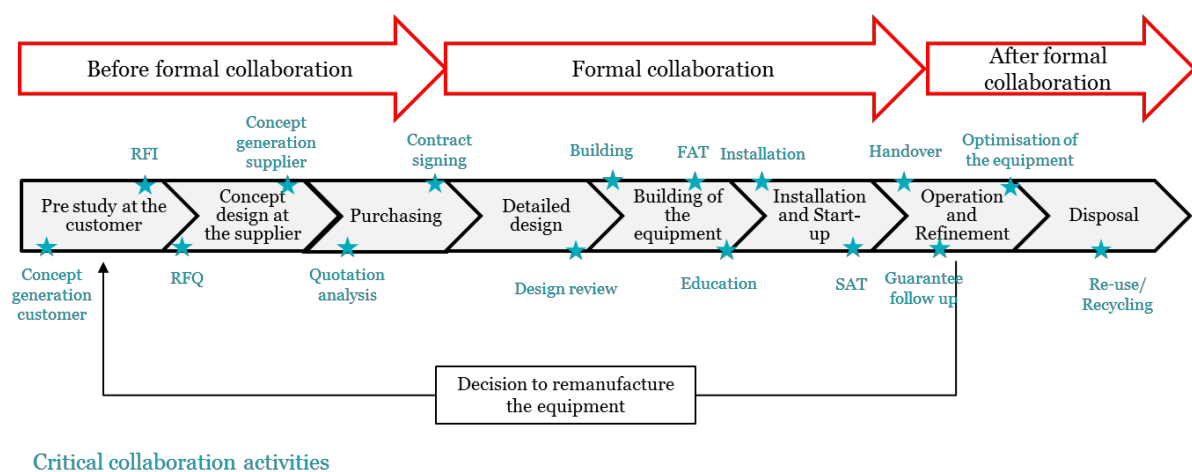 Before formal collaboration
Formal collaboration
After formal
collaboration
Concept
generation
supplier
RFI
Contract
signing
Building
FAT
Installation
Handover
Optimisation of
the equipment
Pre study at the
customer
Concept
design at
the supplier
Purchasing
Detailed
design
Building of
the
equipment
Installation
and Start-
up
Operation
and
Refinement
Disposal
Concept
generation
customer
RFQ
Quotation
analysis
Design review
Education
SAT
Guarantee
follow up
Re-use/
Recycling
Decision to remanufacture
the equipment
Critical collaboration activities